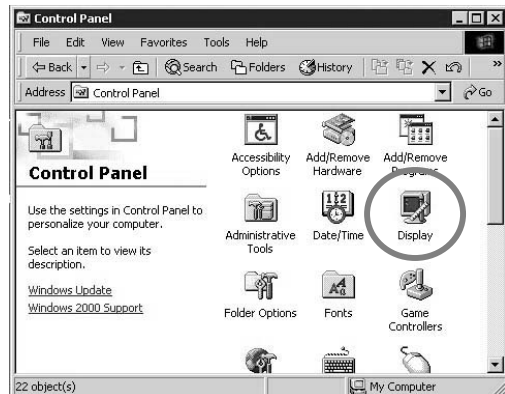 Control Panel
File Edit View Favorites Tools Help
Back Search Folders History »
Address Control Panel Go
Control Panel
Use the settings in Control Panel to
personalize your computer.
Select an item to view its
description.
Windows Update
Windows 2000 Support
Accessibility
Options
Add/Remove
Hardware
Add/Remove
Programs
Administrative
Tools
Date/Time
Display
Folder Options
Fonts
Game
Controllers
22 object(s)
My Computer